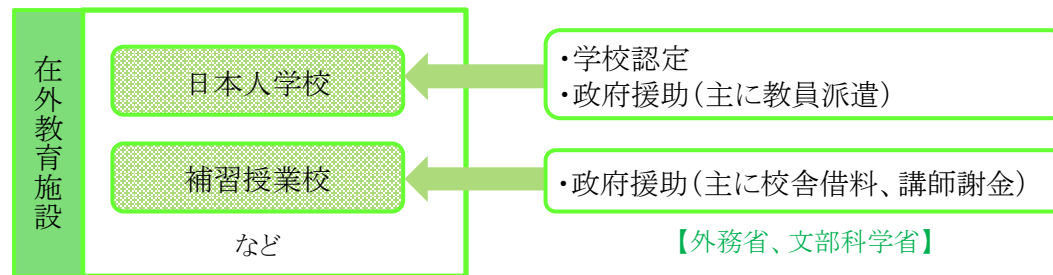 在外教育施設
日本人学校
補習授業校
など
・学校認定
・政府援助（主に教員派遣）
・政府援助（主に校舎借料、講師謝金）
【外務省、文部科学省】